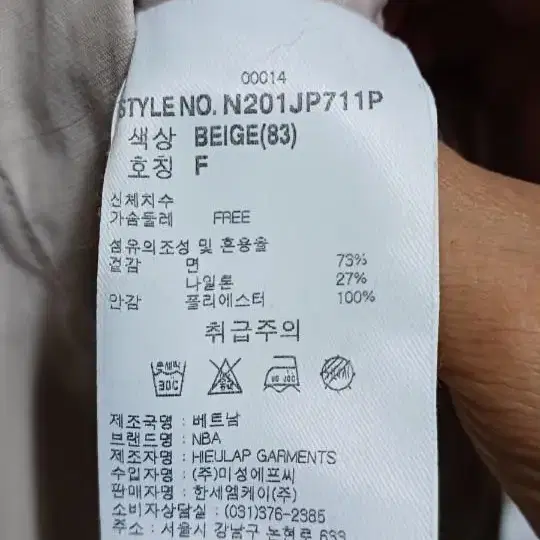 00014
STYLE NO. N201JP711P
색상 BEIGE(83)
호칭 F
신체치수
가슴둘레 FREE
섬유의조성 및 혼용율
겉감 면 73%
나일론 27%
안감 폴리에스터 100%
취급주의
30C
제조국명 : 베트남
브랜드명 : NBA
제조자명 : HIEULAP GARMENTS
수입자명 : (주)미성에프씨
판매자명 : 한세엠케이(주)
소비자상담실 : (031)376-2385
주소 : 서울시 강남구 논현로 633